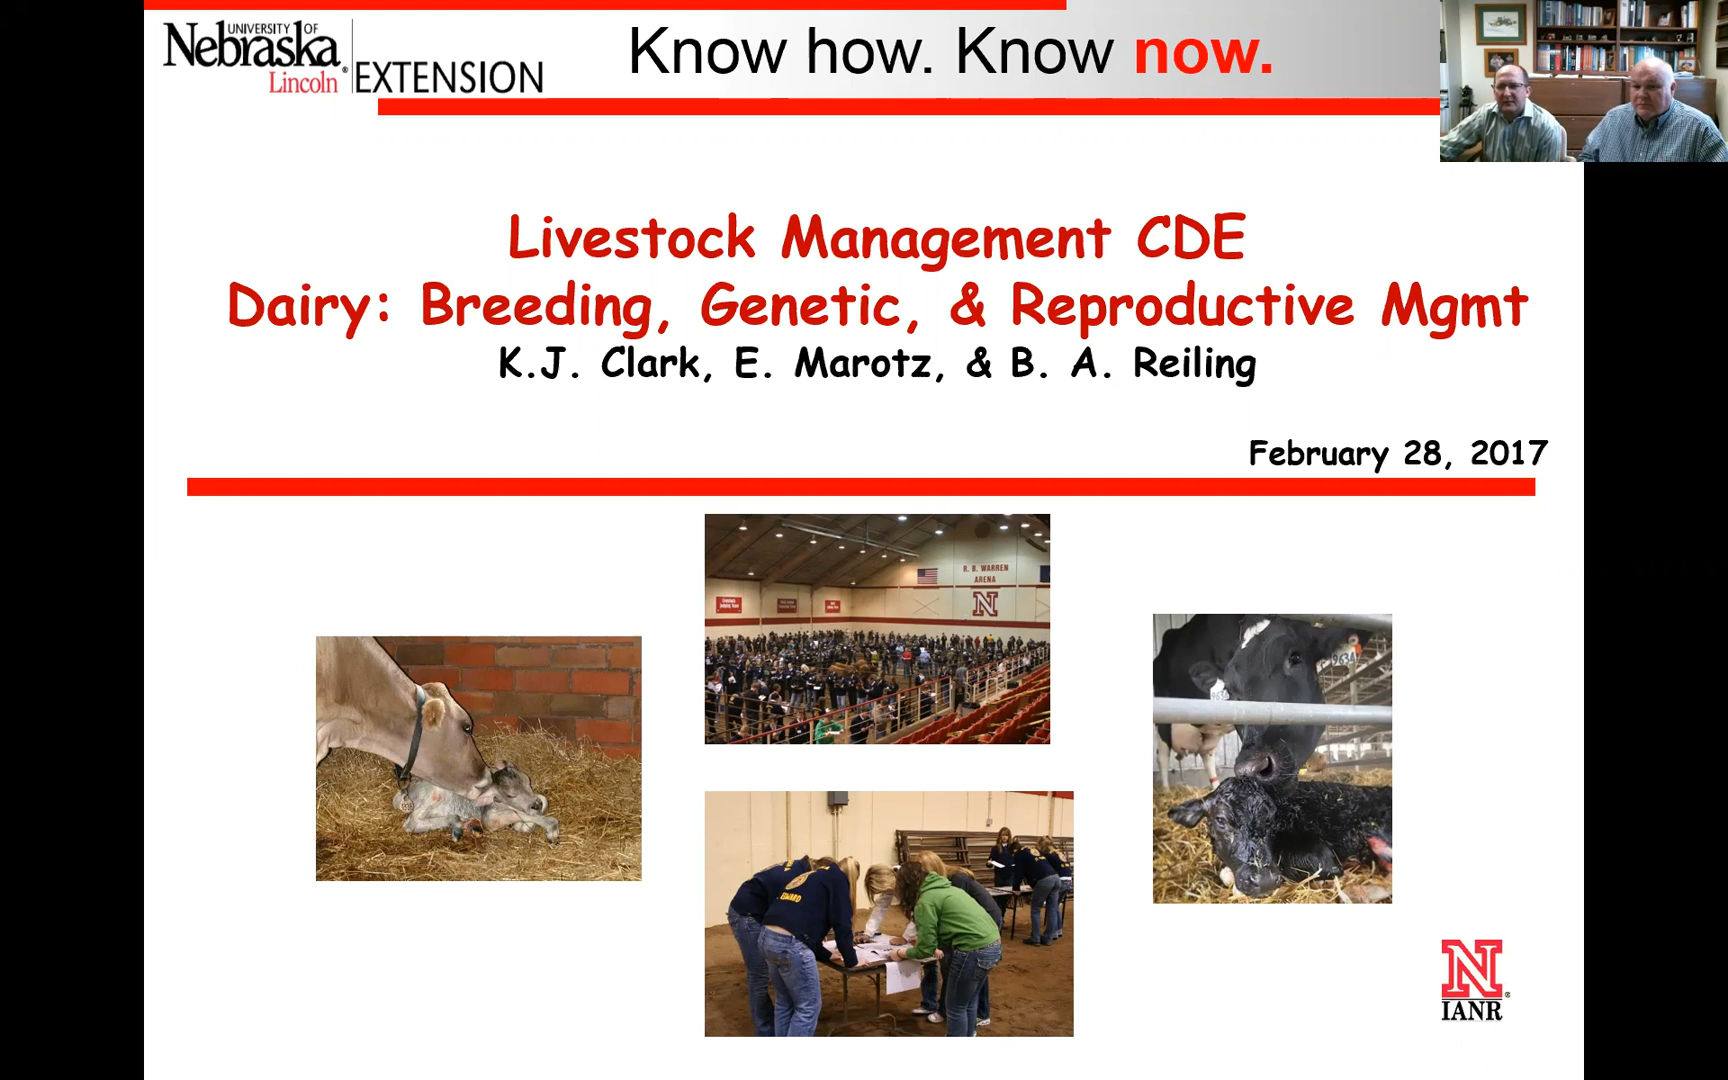 UNIVERSITY OF
Nebraska
Lincoln®
EXTENSION
Know how. Know now.
Livestock Management CDE
Dairy: Breeding, Genetic, & Reproductive Mgmt
K.J. Clark, E. Marotz, & B. A. Reiling
February 28, 2017
R. B. WARREN
ARENA
N
9634
N
IANR